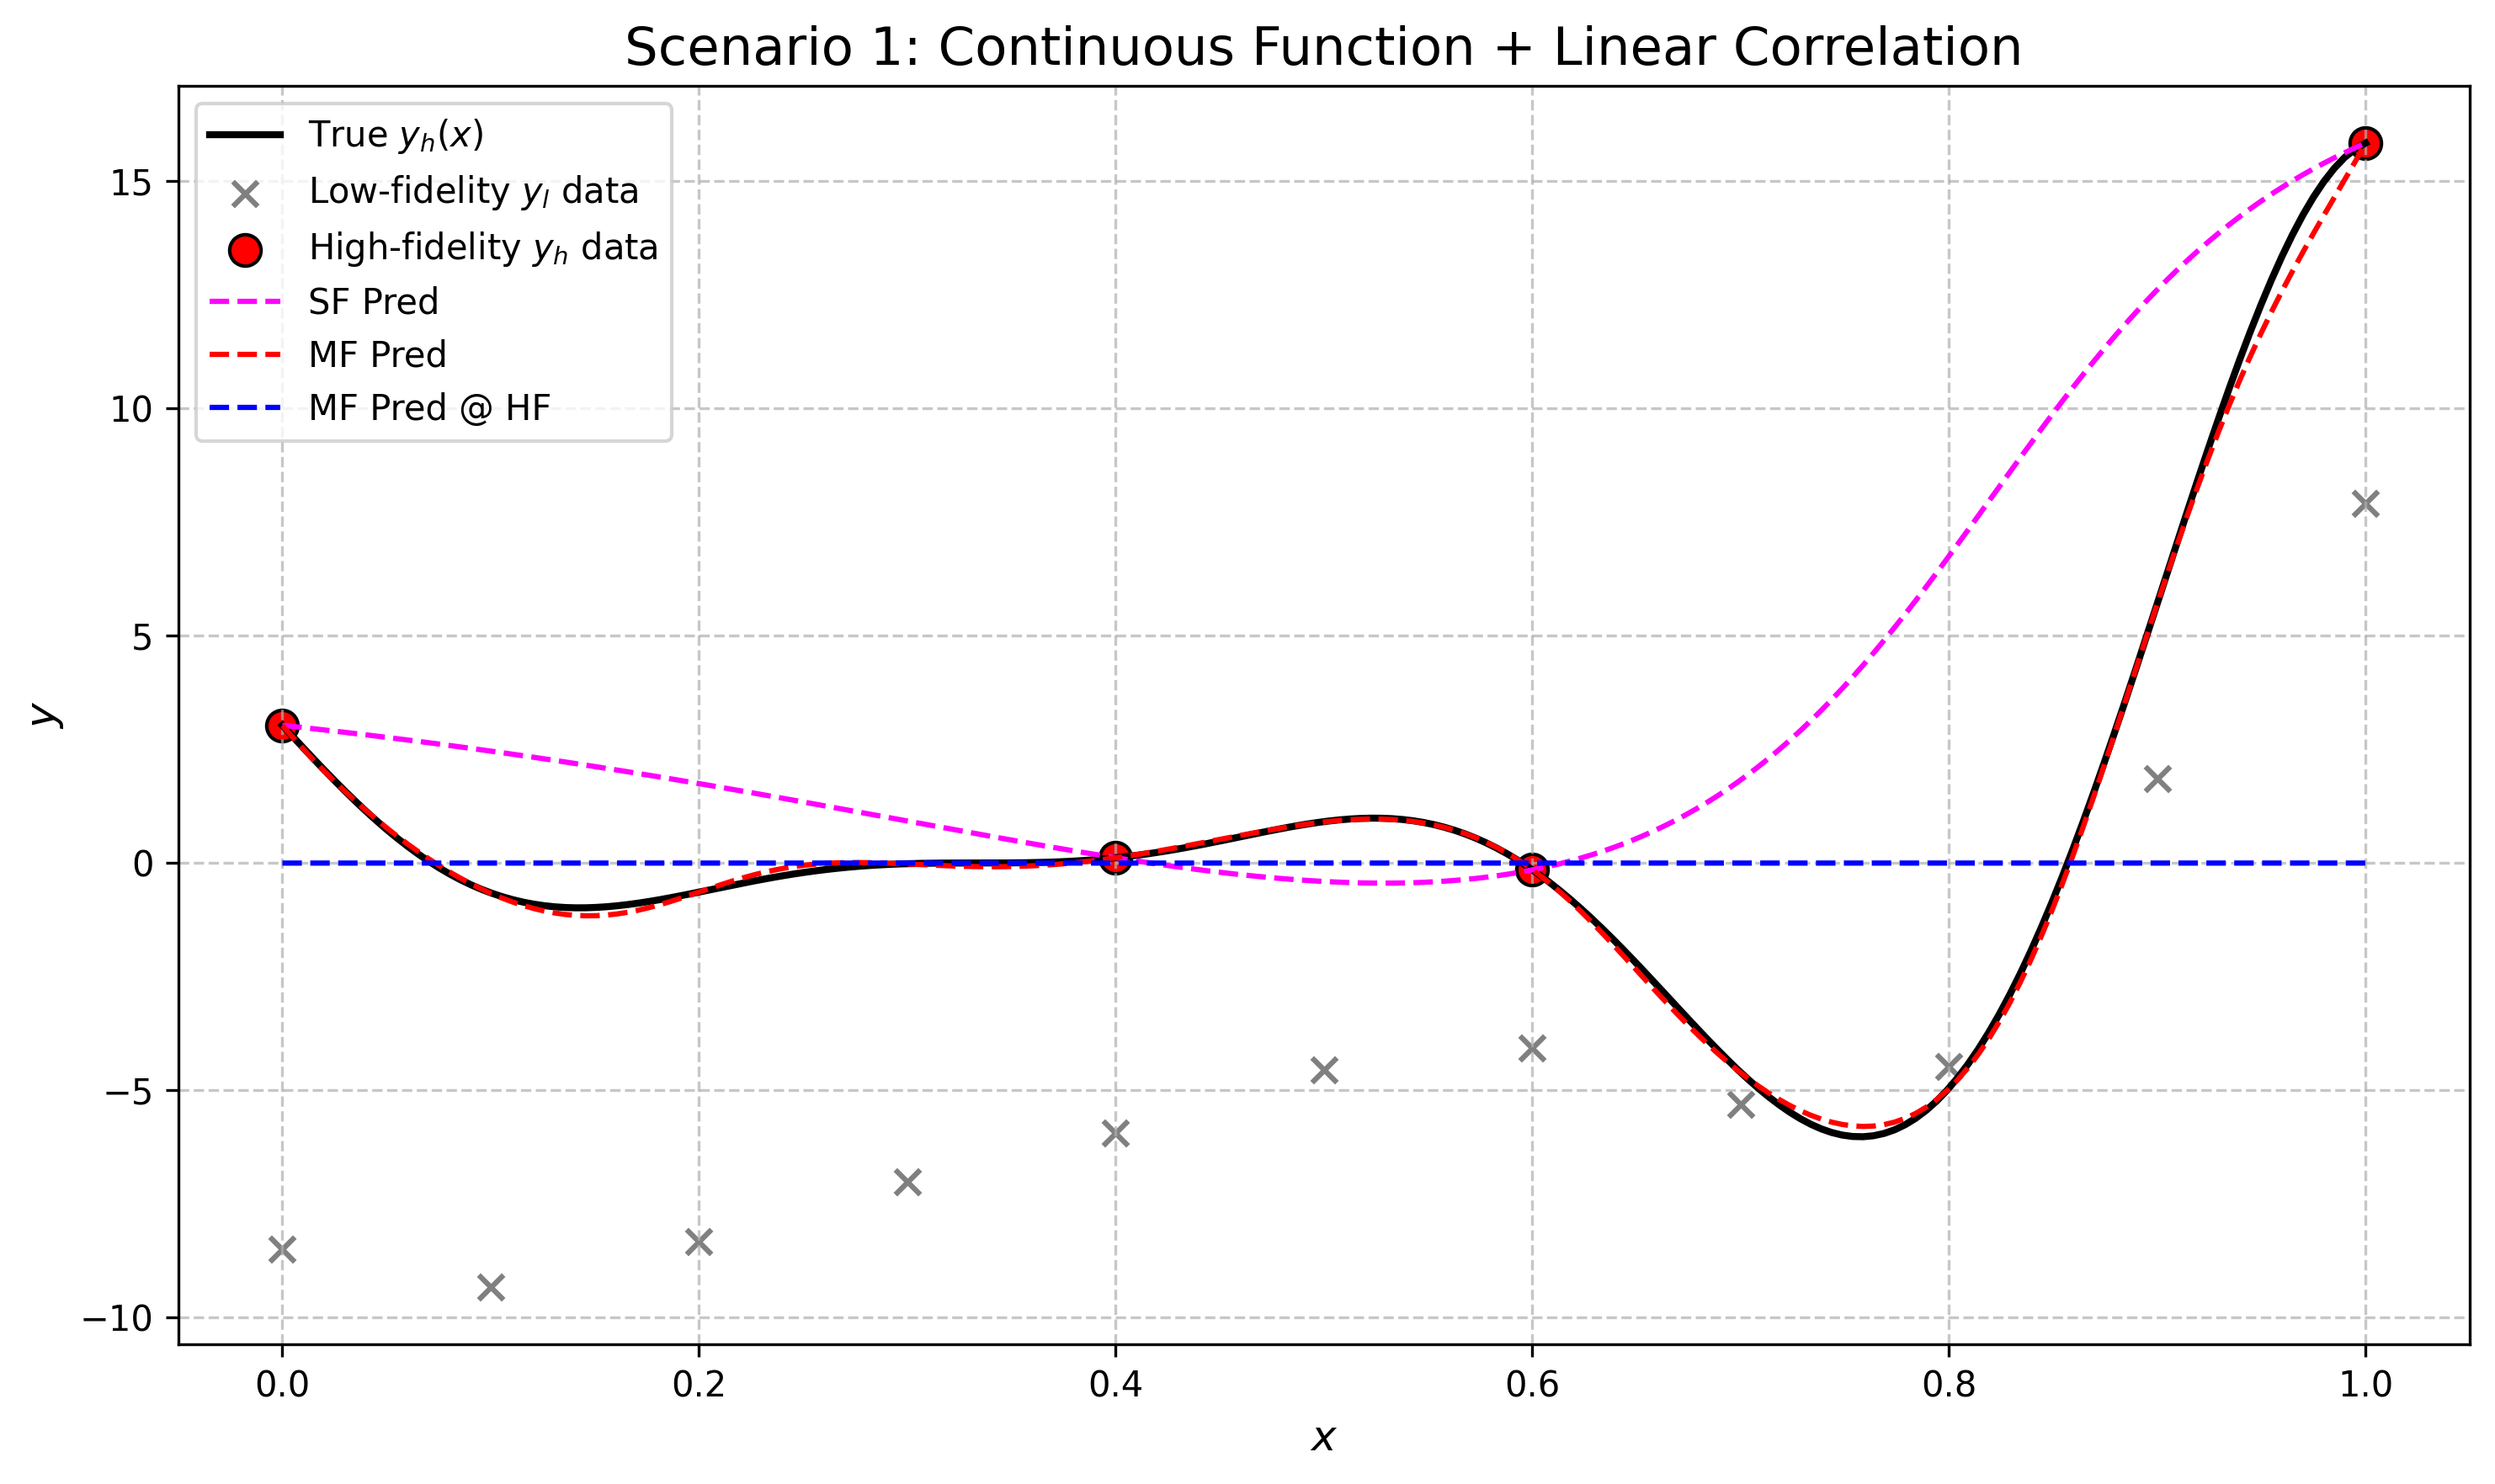 Scenario 1: Continuous Function + Linear Correlation
True y_h(x)
Low-fidelity y_l data
High-fidelity y_h data
SF Pred
MF Pred
MF Pred @ HF
15
10
5
0
−5
−10
y
0.0 0.2 0.4 0.6 0.8 1.0
x